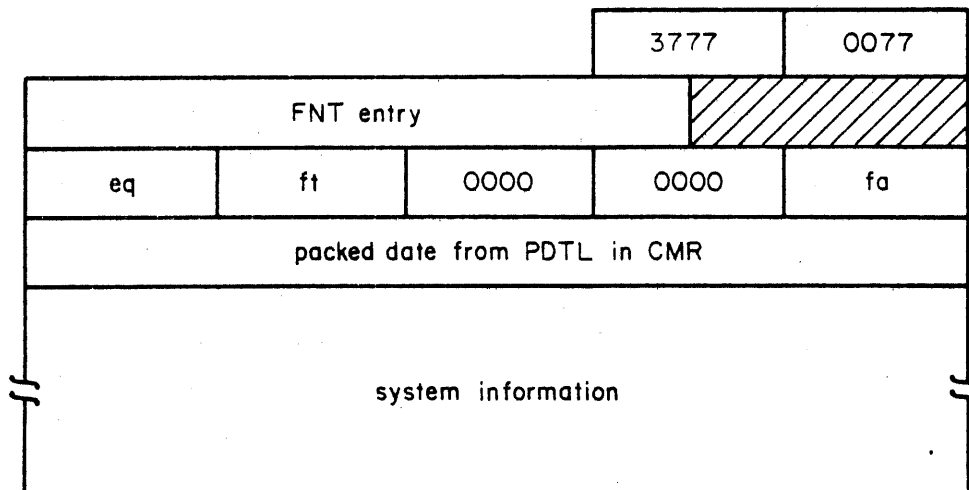 3777 0077
FNT entry
eq ft 0000 0000 fa
packed date from PDTL in CMR
system information